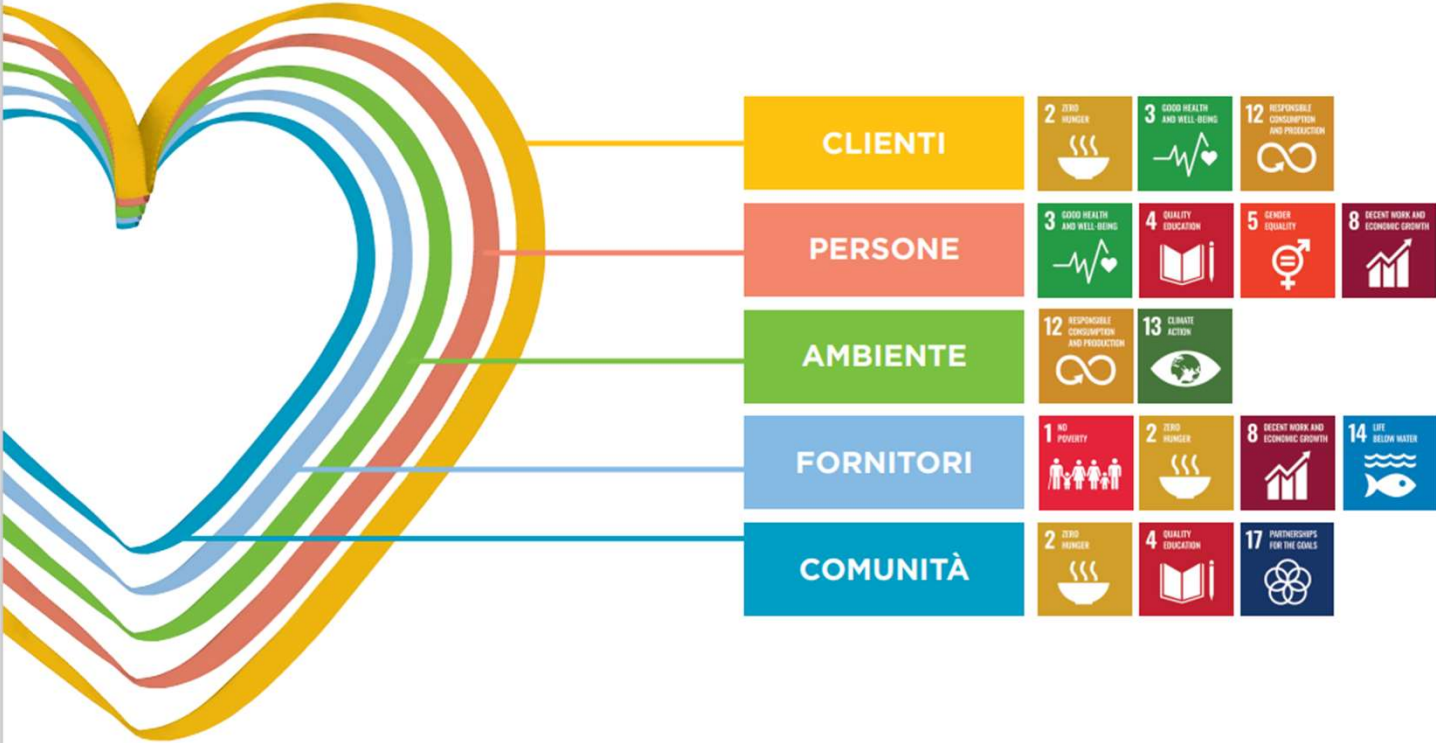 CLIENTI
2 ZERO
HUNGER
3 GOOD HEALTH
AND WELL-BEING
12 RESPONSIBLE
CONSUMPTION
AND PRODUCTION
PERSONE
3 GOOD HEALTH
AND WELL-BEING
4 QUALITY
EDUCATION
5 GENDER
EQUALITY
8 DECENT WORK AND
ECONOMIC GROWTH
AMBIENTE
12 RESPONSIBLE
CONSUMPTION
AND PRODUCTION
13 CLIMATE
ACTION
FORNITORI
1 NO
POVERTY
2 ZERO
HUNGER
8 DECENT WORK AND
ECONOMIC GROWTH
14 LIFE
BELOW WATER
COMUNITÀ
2 ZERO
HUNGER
4 QUALITY
EDUCATION
17 PARTNERSHIPS
FOR THE GOALS